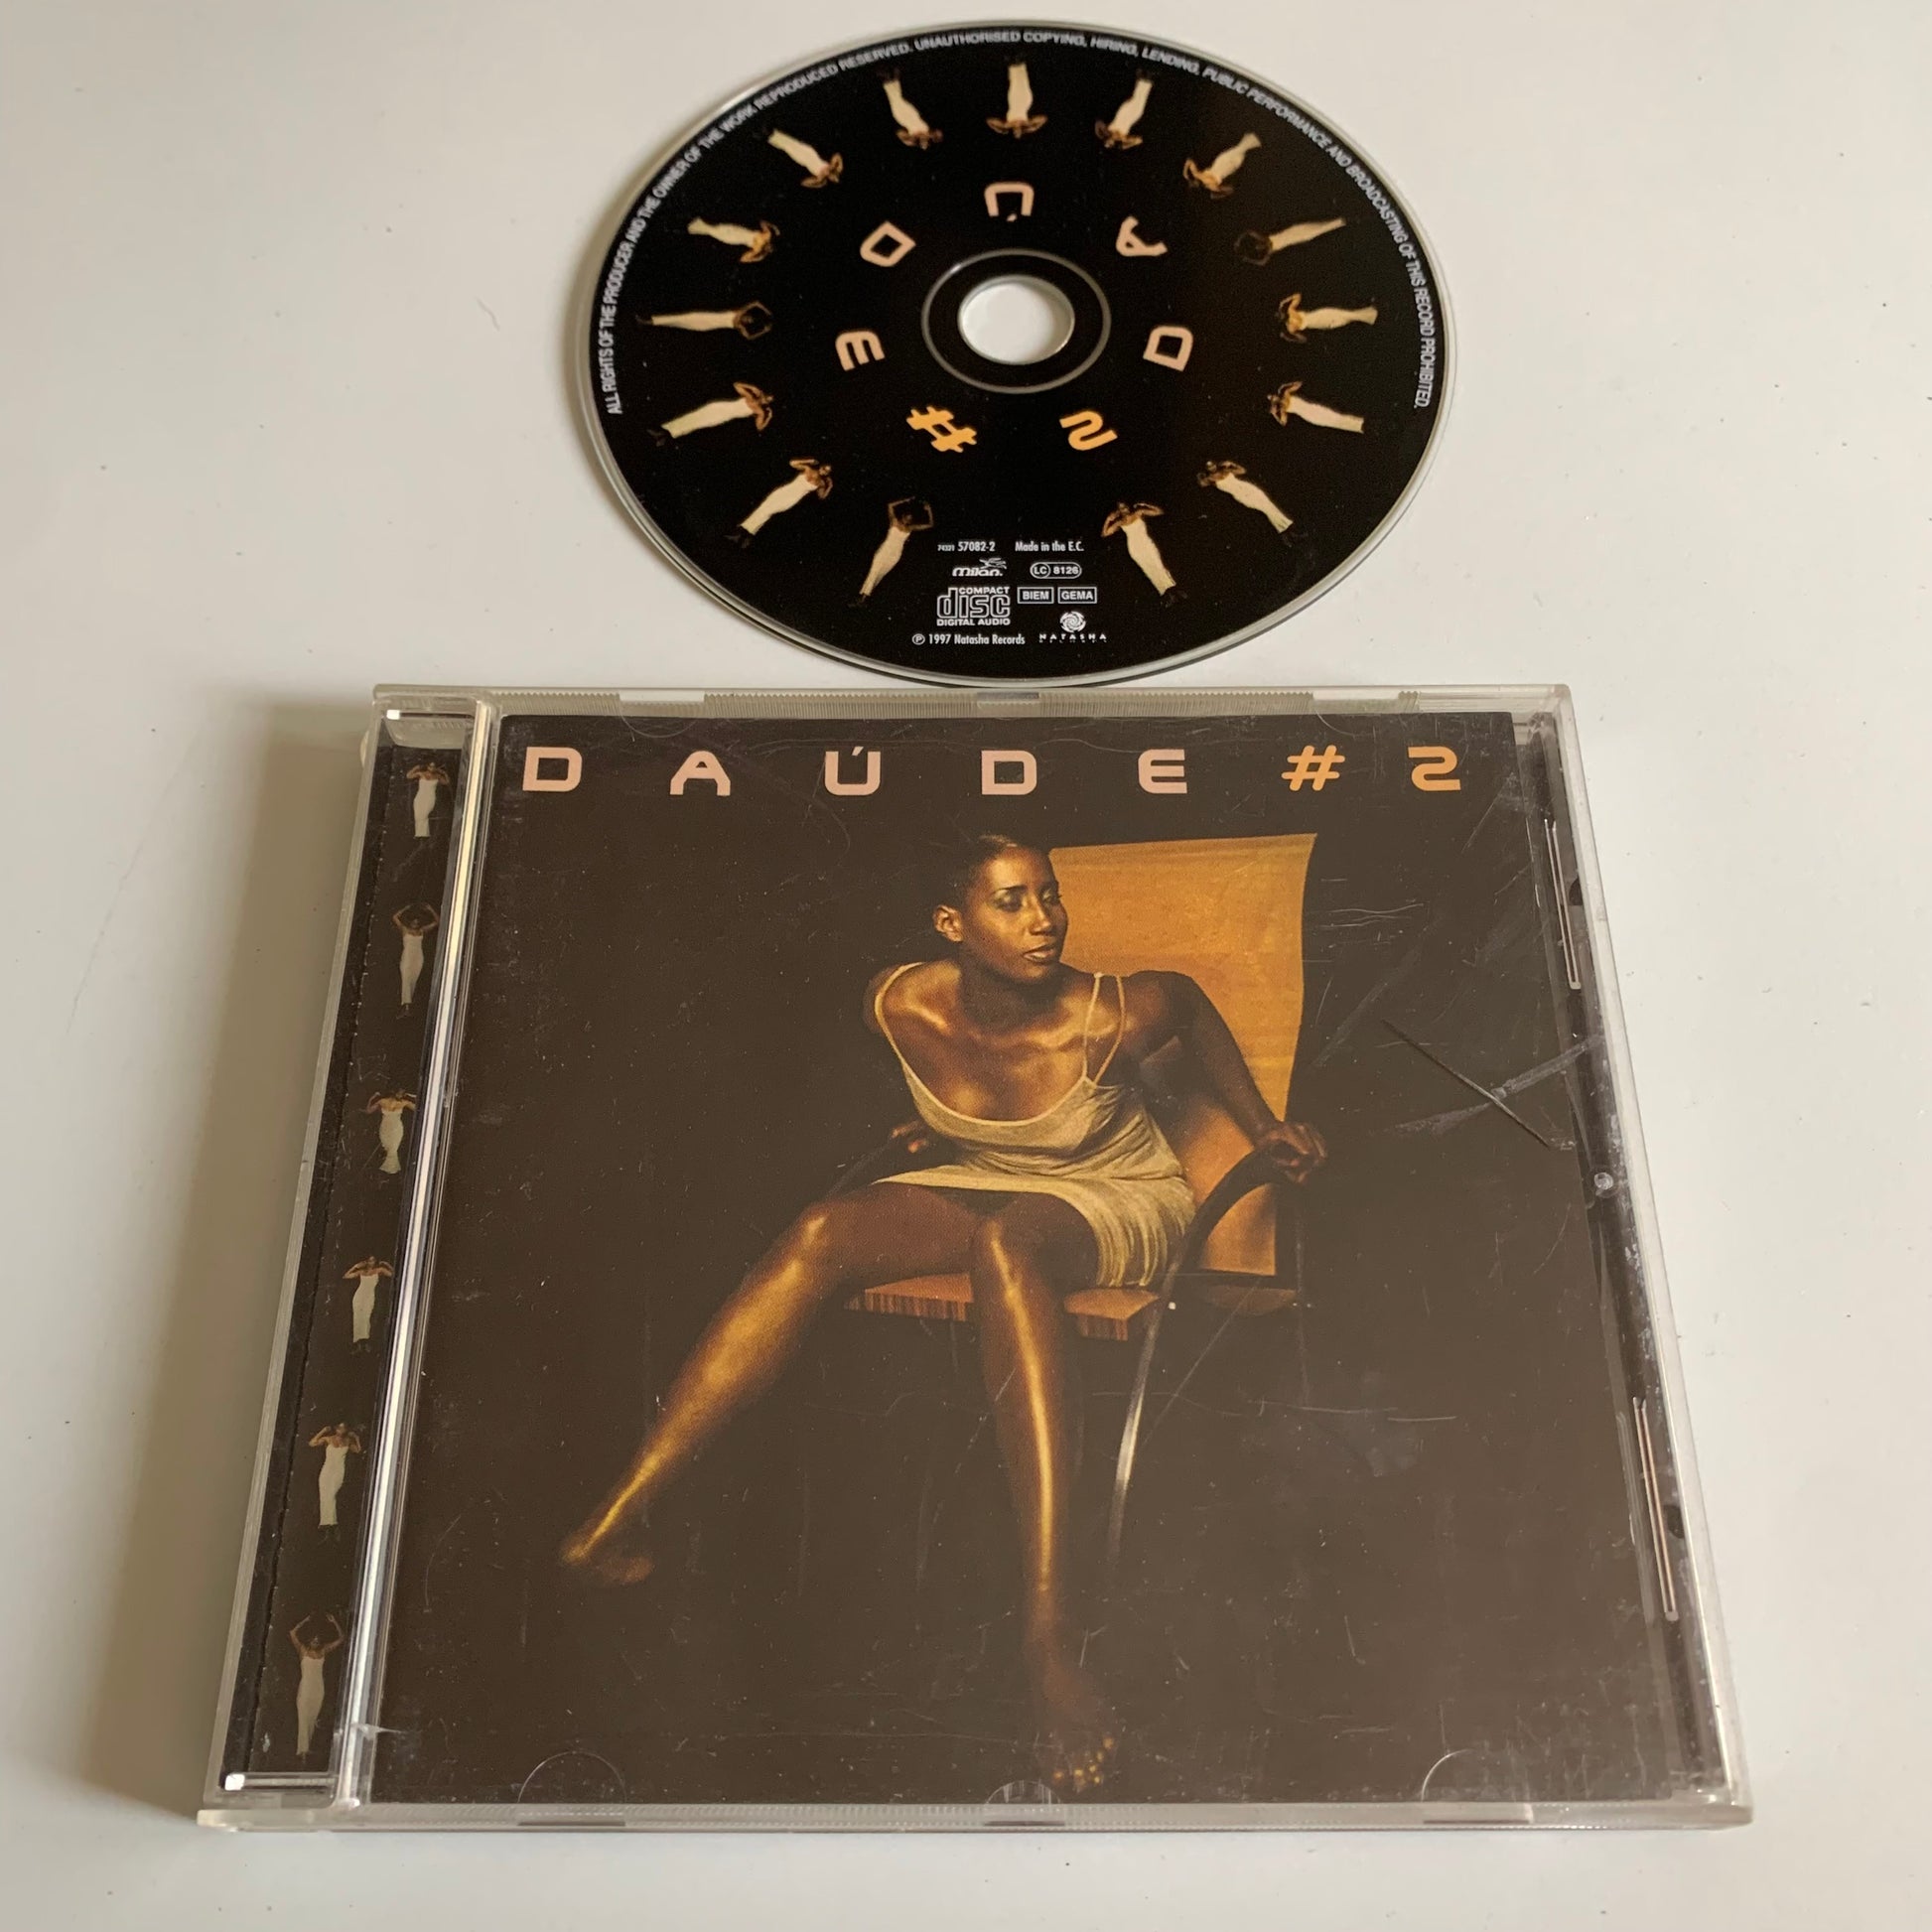 ALL RIGHTS OF THE PRODUCER AND THE OWNER OF THE WORK REPRODUCED RESERVED. UNAUTHORISED COPYING, HIRING, LENDING, PUBLIC PERFORMANCE AND BROADCASTING OF THIS RECORD PROHIBITED.
DAÚDE #2
74321 57082-2 Made in the E.C.
milan. LC 8126
COMPACT disc DIGITAL AUDIO BIEM GEMA
℗ 1997 Natasha Records NATASHA RECORDS
DAÚDE #2